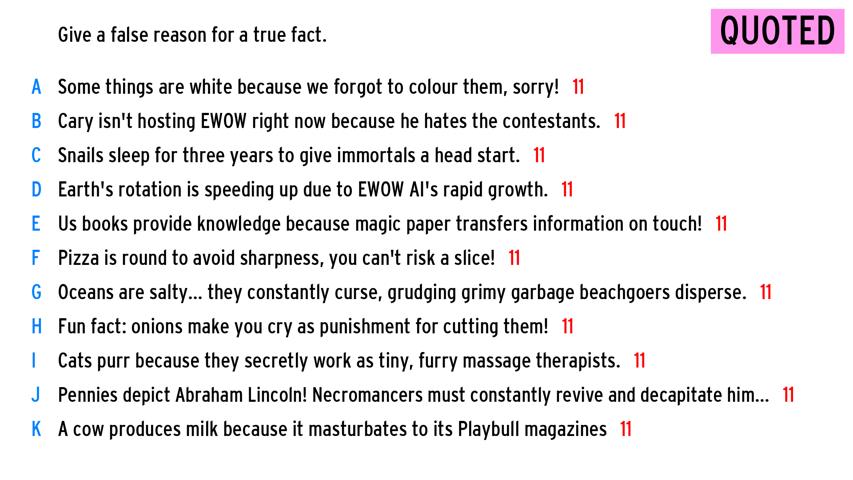 Give a false reason for a true fact.
QUOTED
A Some things are white because we forgot to colour them, sorry! 11
B Cary isn't hosting EWOW right now because he hates the contestants. 11
C Snails sleep for three years to give immortals a head start. 11
D Earth's rotation is speeding up due to EWOW AI's rapid growth. 11
E Us books provide knowledge because magic paper transfers information on touch! 11
F Pizza is round to avoid sharpness, you can't risk a slice! 11
G Oceans are salty... they constantly curse, grudging grimy garbage beachgoers disperse. 11
H Fun fact: onions make you cry as punishment for cutting them! 11
I Cats purr because they secretly work as tiny, furry massage therapists. 11
J Pennies depict Abraham Lincoln! Necromancers must constantly revive and decapitate him... 11
K A cow produces milk because it masturbates to its Playbull magazines 11